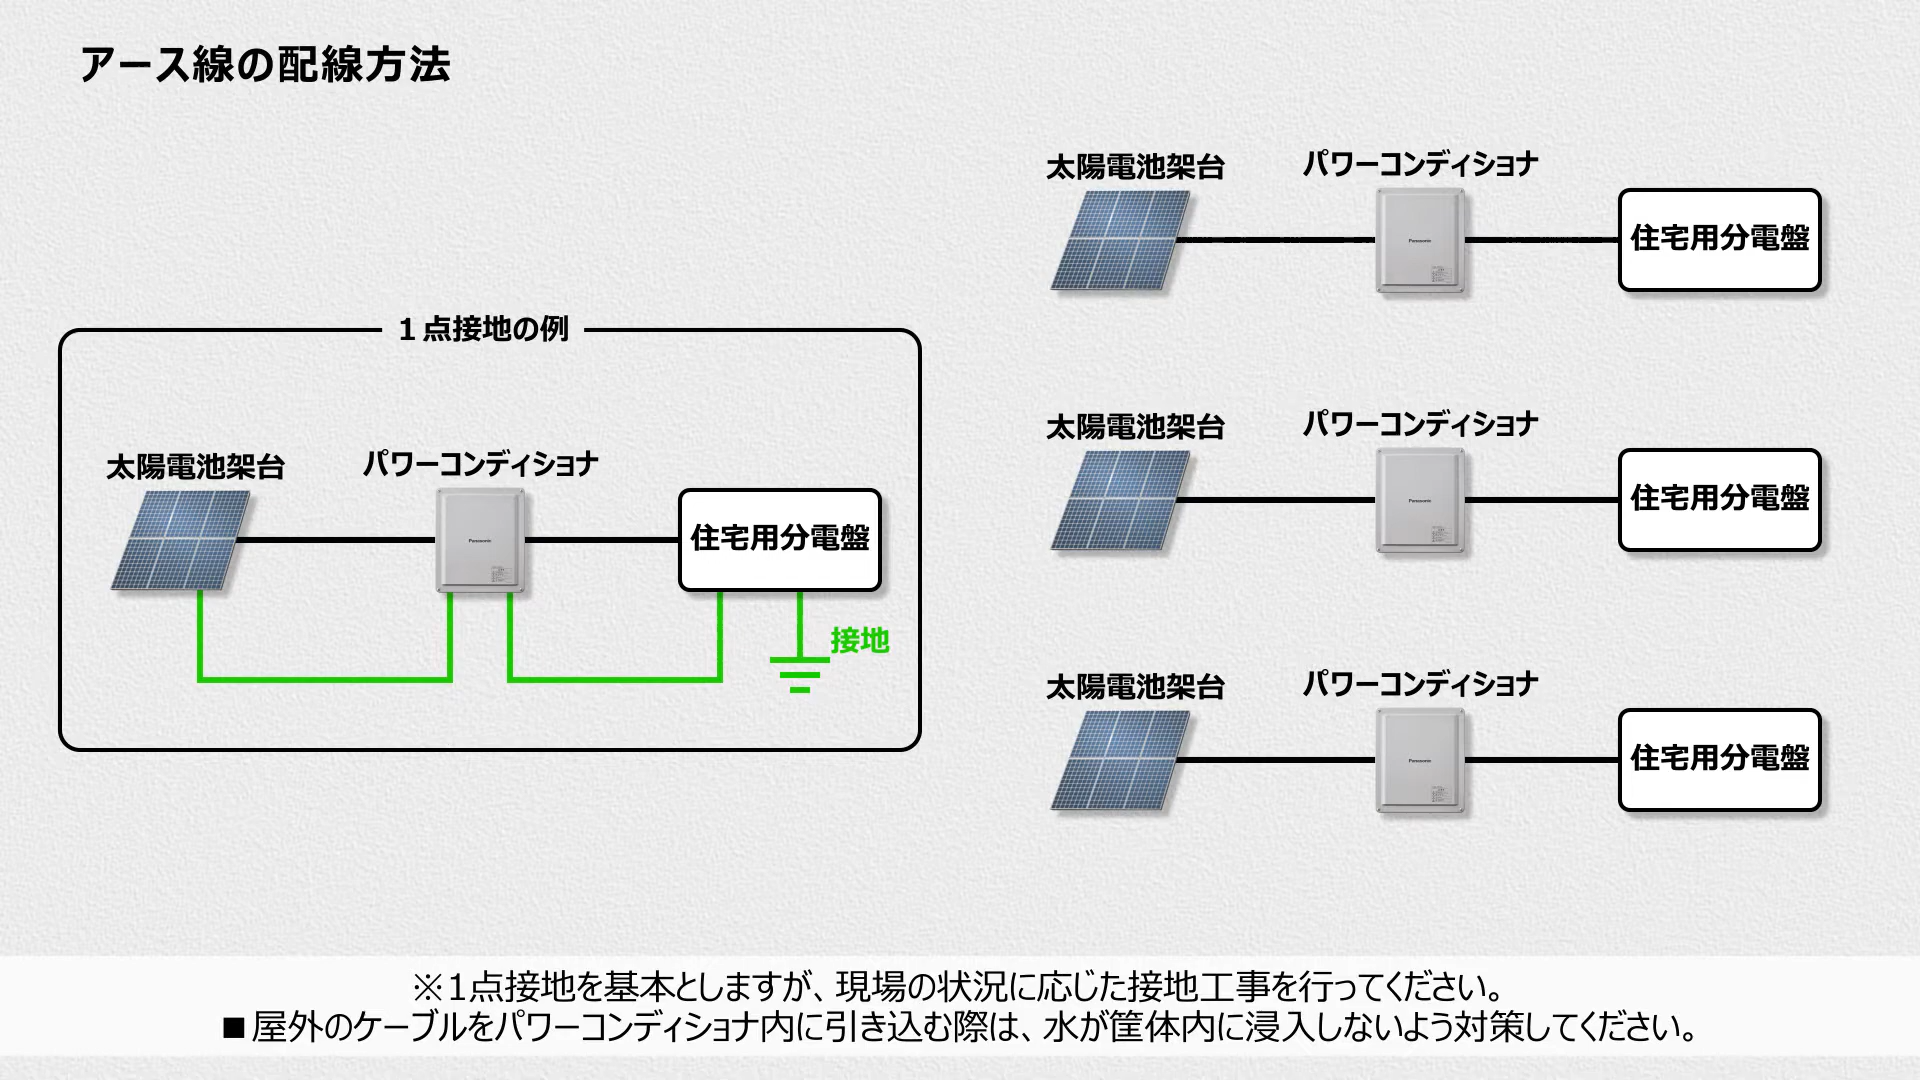 アース線の配線方法
１点接地の例
太陽電池架台
パワーコンディショナ
Panasonic
住宅用分電盤
接地
太陽電池架台
パワーコンディショナ
Panasonic
住宅用分電盤
太陽電池架台
パワーコンディショナ
Panasonic
住宅用分電盤
太陽電池架台
パワーコンディショナ
Panasonic
住宅用分電盤
※1点接地を基本としますが、現場の状況に応じた接地工事を行ってください。
■屋外のケーブルをパワーコンディショナ内に引き込む際は、水が筐体内に浸入しないよう対策してください。